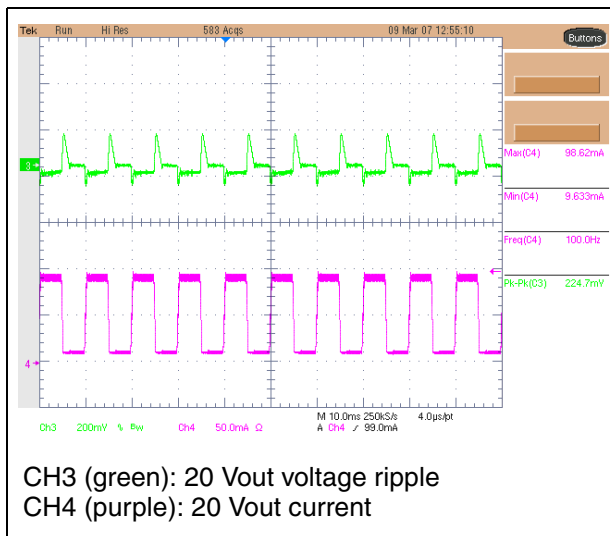 Tek Run Hi Res 583 Acqs 09 Mar 07 12:55:10
Buttons
3
Max(C4) 98.62mA
Min(C4) 9.633mA
Freq(C4) 100.0Hz
Pk-Pk(C3) 224.7mV
4
M 10.0ms 250kS/s 4.0µs/pt
Ch3 200mV % Bw Ch4 50.0mA Ω A Ch4 ∕ 99.0mA
CH3 (green): 20 Vout voltage ripple
CH4 (purple): 20 Vout current